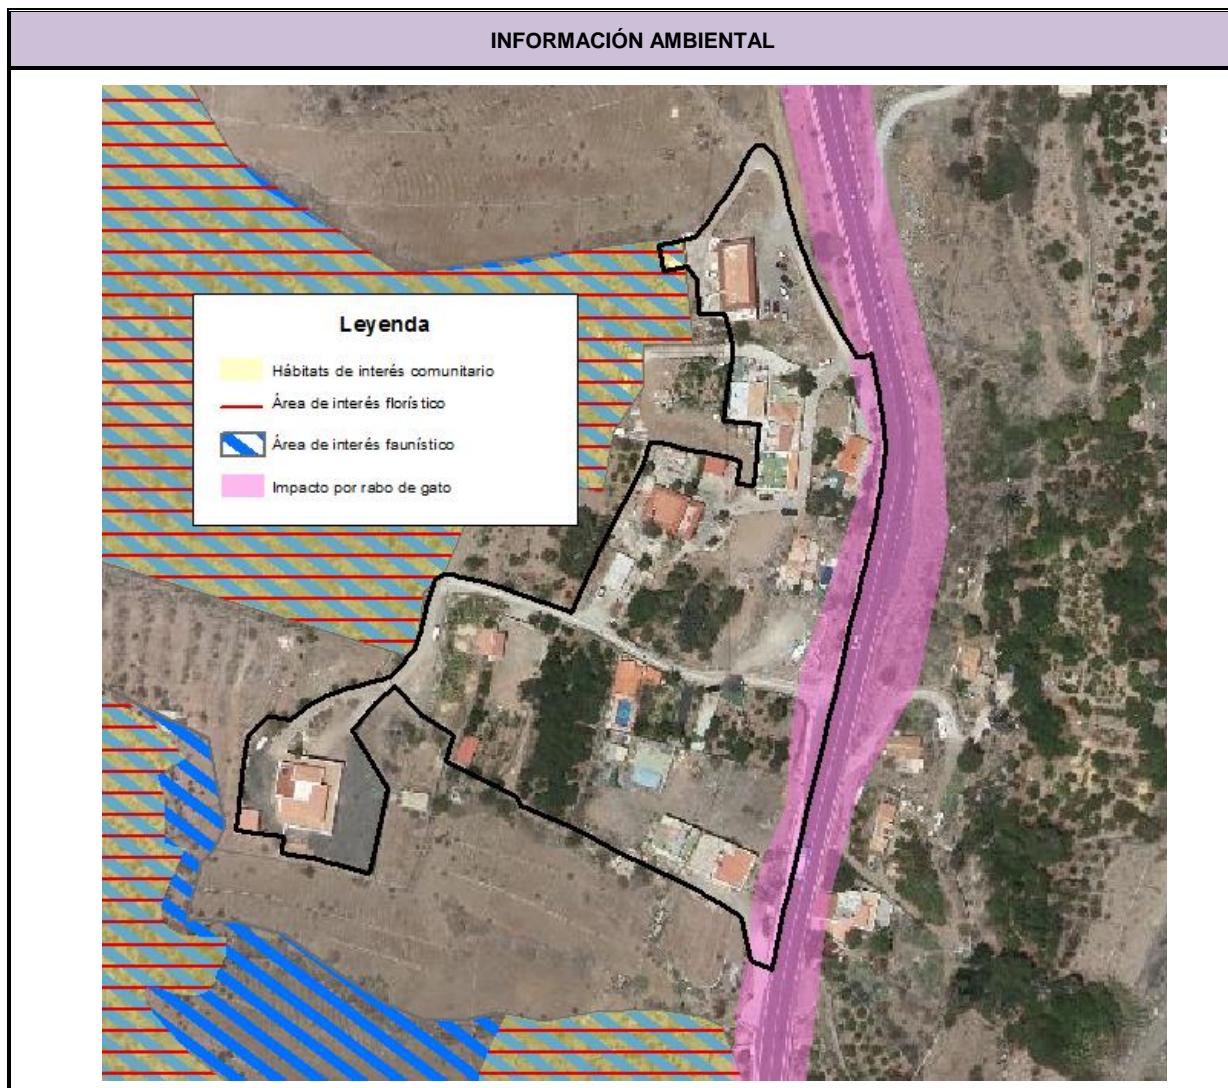 INFORMACIÓN AMBIENTAL
Leyenda
Hábitats de interés comunitario
Área de interés florístico
Área de interés faunístico
Impacto por rabo de gato